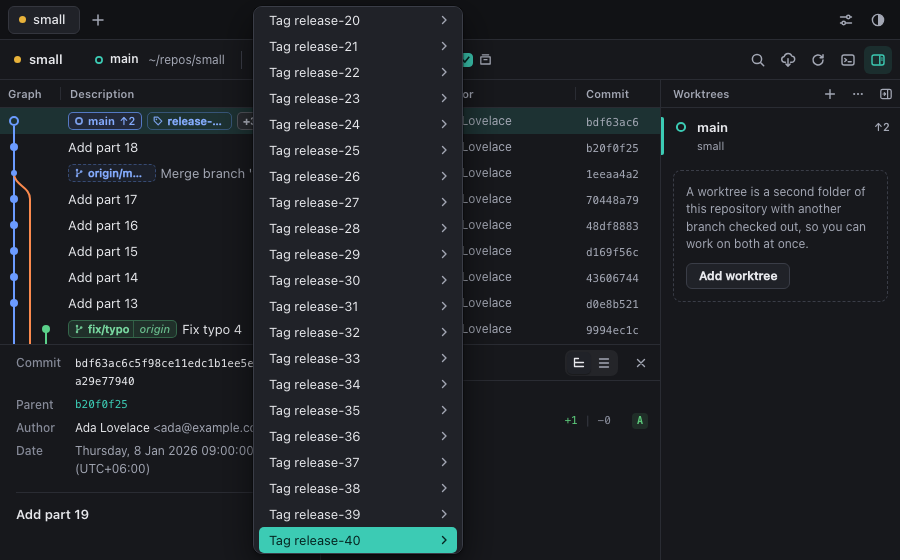 small
small
main ~/repos/small
Graph Description
or Commit
main ↑2 release-... +3
Lovelace bdf63ac6
Add part 18 Lovelace b20f0f25
origin/m... Merge branch ' Lovelace 1eeaa4a2
Add part 17 Lovelace 70448a79
Add part 16 Lovelace 48df8883
Add part 15 Lovelace d169f56c
Add part 14 Lovelace 43606744
Add part 13 Lovelace d0e8b521
fix/typo origin Fix typo 4 Lovelace 9994ec1c
Tag release-20
Tag release-21
Tag release-22
Tag release-23
Tag release-24
Tag release-25
Tag release-26
Tag release-27
Tag release-28
Tag release-29
Tag release-30
Tag release-31
Tag release-32
Tag release-33
Tag release-34
Tag release-35
Tag release-36
Tag release-37
Tag release-38
Tag release-39
Tag release-40
Commit bdf63ac6c5f98ce11edc1b1ee5e
a29e77940
Parent b20f0f25
Author Ada Lovelace <ada@example.co
Date Thursday, 8 Jan 2026 09:00:00
(UTC+06:00)
Add part 19
+1 −0 A
Worktrees
main ↑2
small
A worktree is a second folder of
this repository with another
branch checked out, so you can
work on both at once.
Add worktree